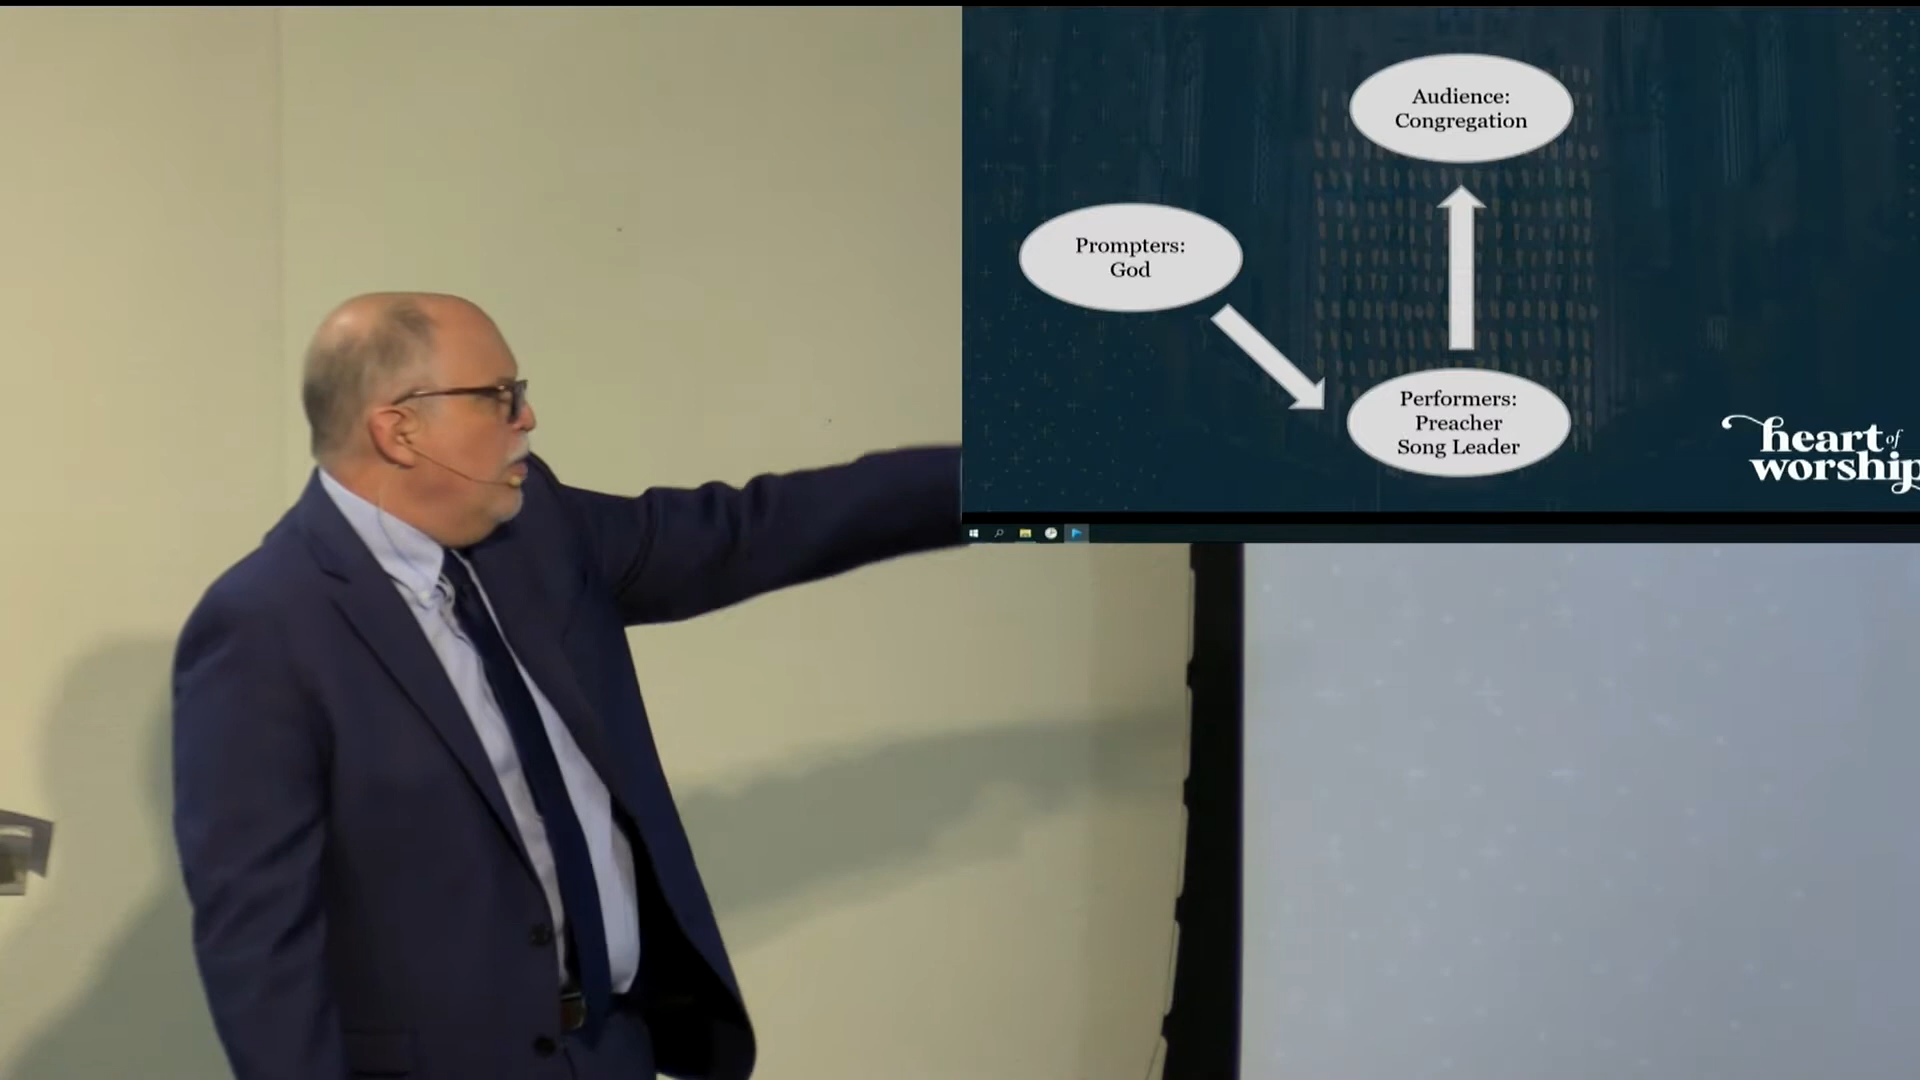 Audience:
Congregation
Prompters:
God
Performers:
Preacher
Song Leader
heart of
worship